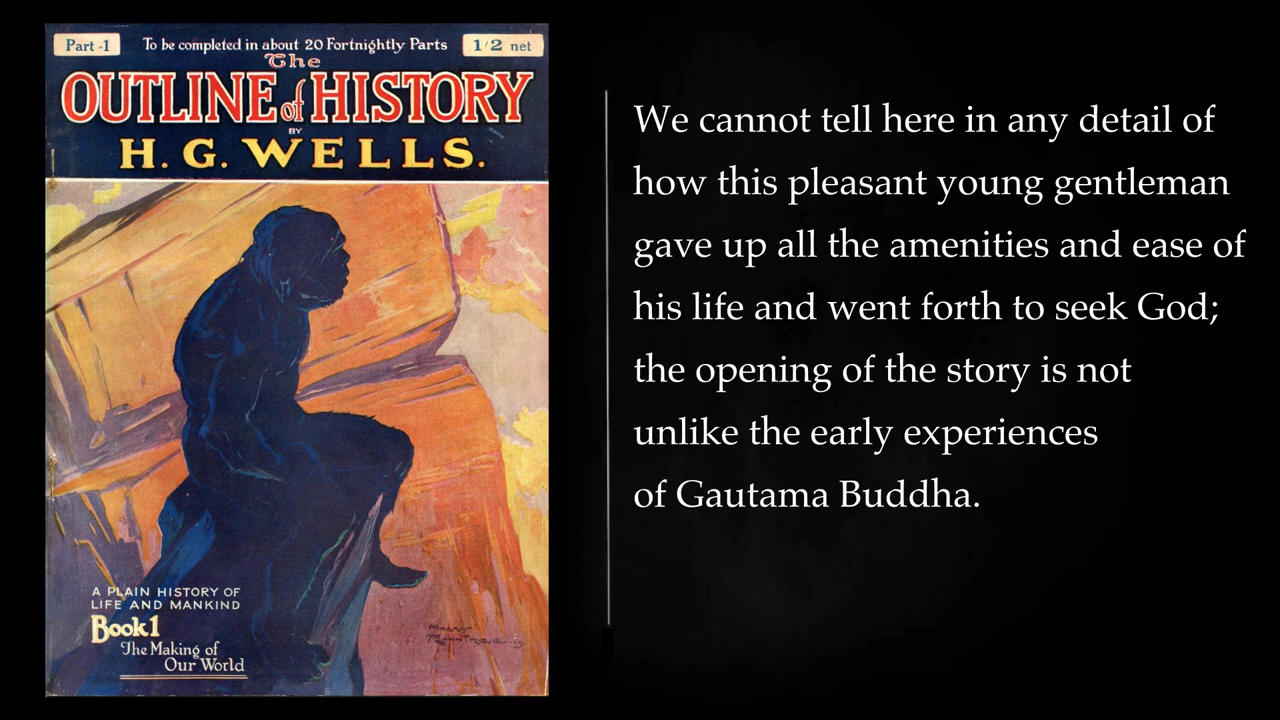 Part -1
To be completed in about 20 Fortnightly Parts
1/2 net
The
OUTLINE of HISTORY
BY
H. G. WELLS.
A PLAIN HISTORY OF
LIFE AND MANKIND
Book 1
The Making of
Our World
We cannot tell here in any detail of
how this pleasant young gentleman
gave up all the amenities and ease of
his life and went forth to seek God;
the opening of the story is not
unlike the early experiences
of Gautama Buddha.